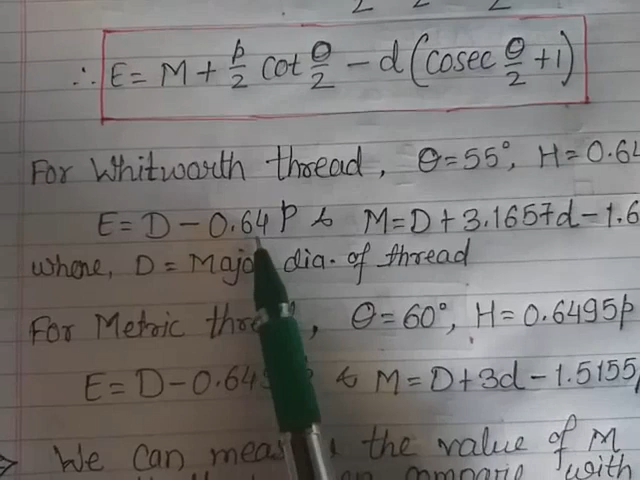 ∴ E = M + p/2 cot θ/2 − d (cosec θ/2 + 1)
For Whitworth thread, θ=55°, H=0.64
E = D − 0.64 p & M=D+3.1657d−1.6
where, D = Major dia. of thread
For Metric thread, θ=60°, H=0.6495p
E = D−0.649 p & M=D+3d−1.5155
We can the value of M
compare with